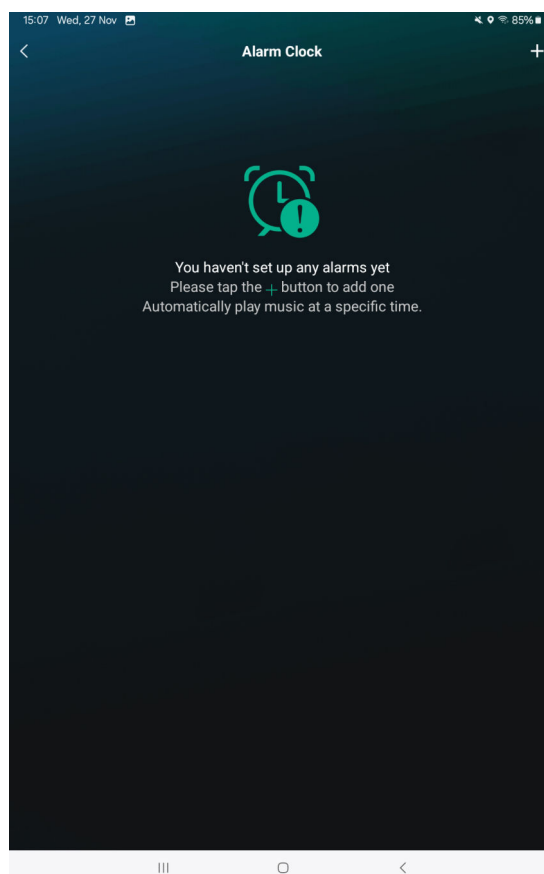 15:07 Wed, 27 Nov 85%
Alarm Clock
You haven't set up any alarms yet
Please tap the + button to add one
Automatically play music at a specific time.